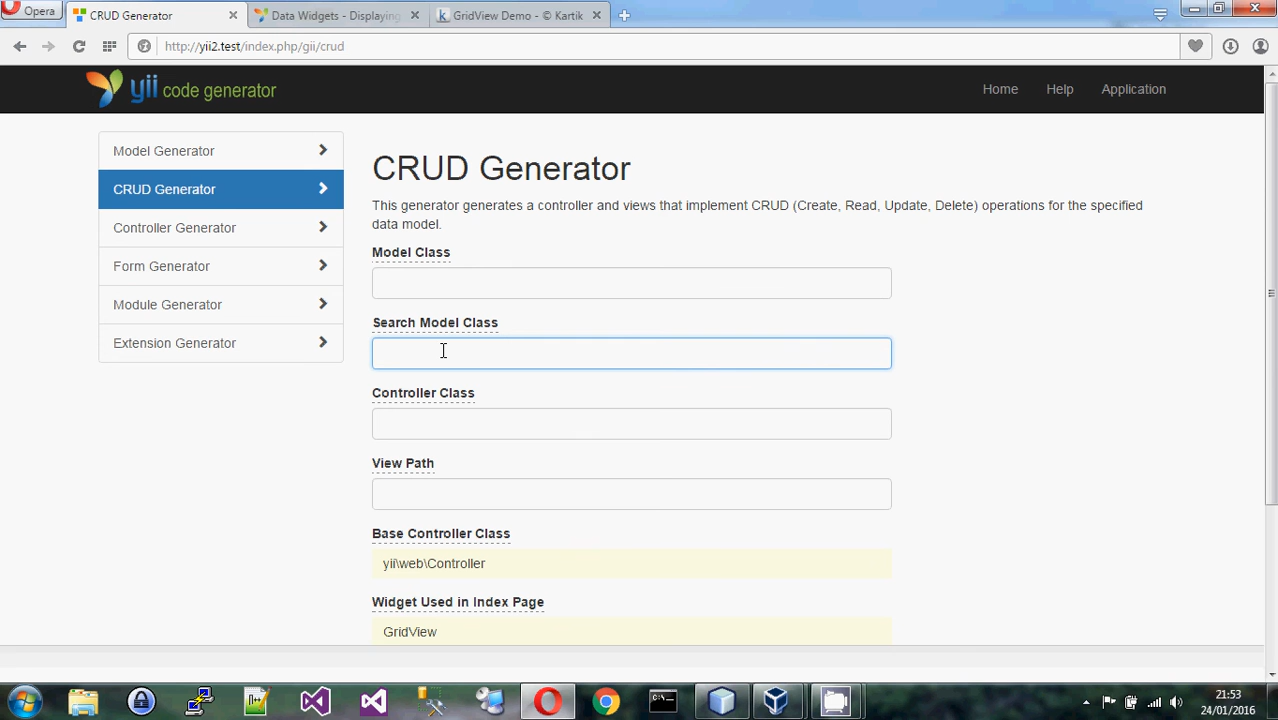 Opera
CRUD Generator
Data Widgets - Displaying
GridView Demo - © Kartik
http://yii2.test/index.php/gii/crud
yii code generator
Home
Help
Application
Model Generator
CRUD Generator
Controller Generator
Form Generator
Module Generator
Extension Generator
CRUD Generator
This generator generates a controller and views that implement CRUD (Create, Read, Update, Delete) operations for the specified
data model.
Model Class
Search Model Class
Controller Class
View Path
Base Controller Class
yii\web\Controller
Widget Used in Index Page
GridView
21:53
24/01/2016